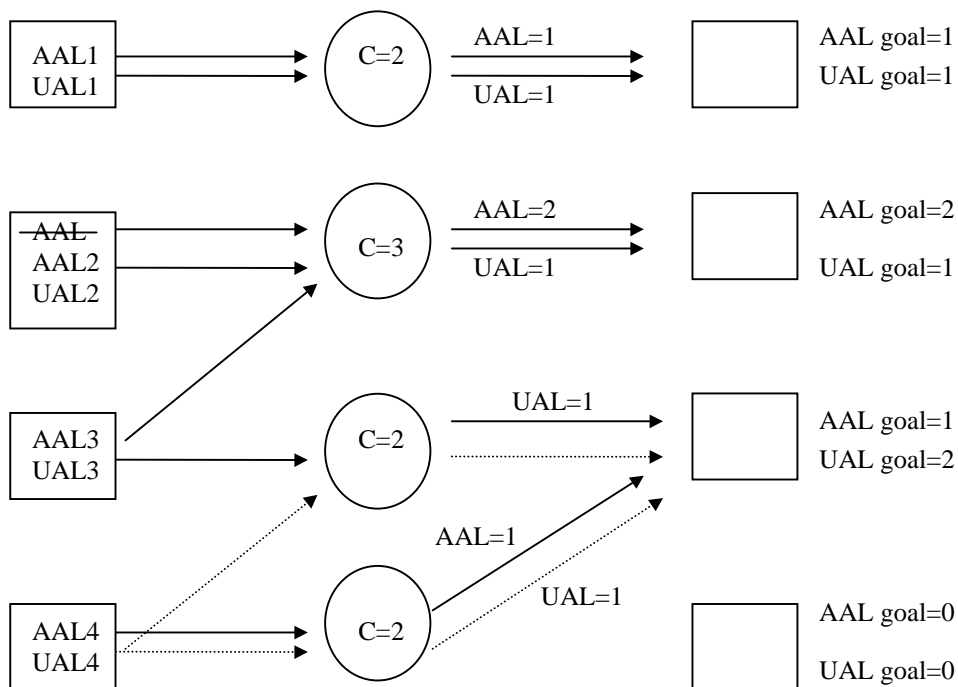 AAL1
UAL1
C=2
AAL=1
UAL=1
AAL goal=1
UAL goal=1
AAL
AAL2
UAL2
C=3
AAL=2
UAL=1
AAL goal=2
UAL goal=1
AAL3
UAL3
C=2
UAL=1
AAL goal=1
UAL goal=2
AAL=1
UAL=1
AAL4
UAL4
C=2
AAL goal=0
UAL goal=0